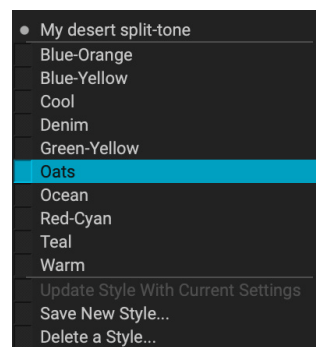 My desert split-tone
Blue-Orange
Blue-Yellow
Cool
Denim
Green-Yellow
Oats
Ocean
Red-Cyan
Teal
Warm
Update Style With Current Settings
Save New Style...
Delete a Style...